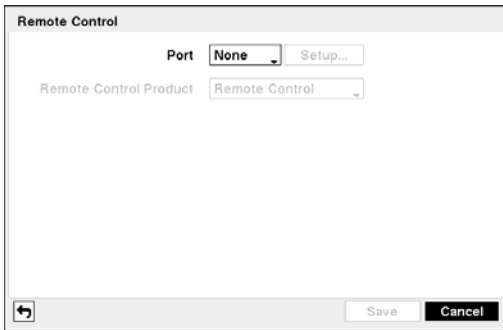 Remote Control
Port None Setup...
Remote Control Product Remote Control
Save Cancel